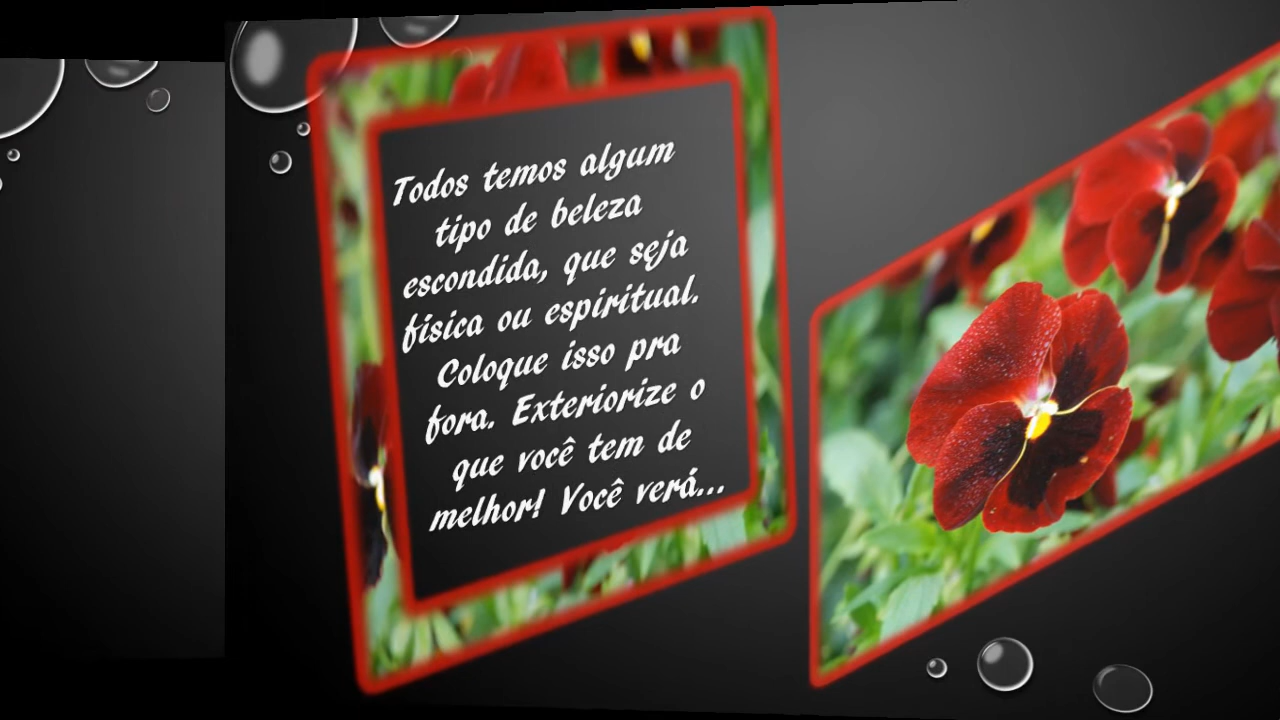 Todos temos algum
tipo de beleza
escondida, que seja
física ou espiritual.
Coloque isso pra
fora. Exteriorize o
que você tem de
melhor! Você verá...